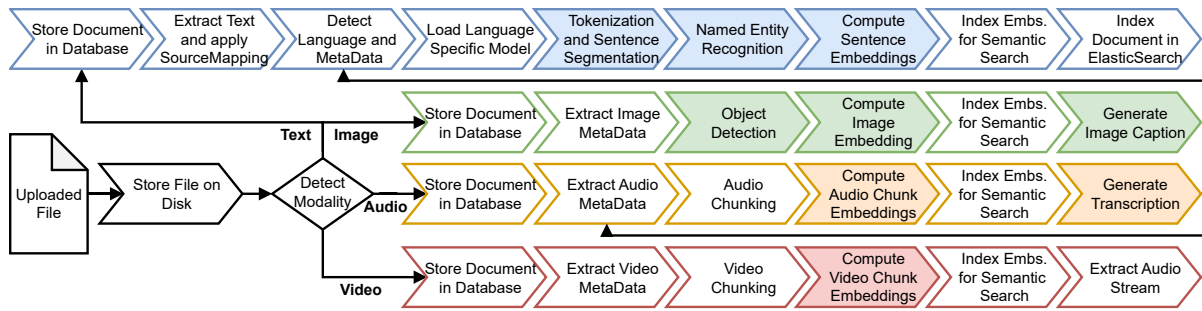 Store Document
in Database
Extract Text
and apply
SourceMapping
Detect
Language and
MetaData
Load Language
Specific Model
Tokenization
and Sentence
Segmentation
Named Entity
Recognition
Compute
Sentence
Embeddings
Index Embs.
for Semantic
Search
Index
Document in
ElasticSearch
Text
Image
Store Document
in Database
Extract Image
MetaData
Object
Detection
Compute
Image
Embedding
Index Embs.
for Semantic
Search
Generate
Image Caption
Uploaded
File
Store File on
Disk
Detect
Modality
Audio
Store Document
in Database
Extract Audio
MetaData
Audio
Chunking
Compute
Audio Chunk
Embeddings
Index Embs.
for Semantic
Search
Generate
Transcription
Video
Store Document
in Database
Extract Video
MetaData
Video
Chunking
Compute
Video Chunk
Embeddings
Index Embs.
for Semantic
Search
Extract Audio
Stream